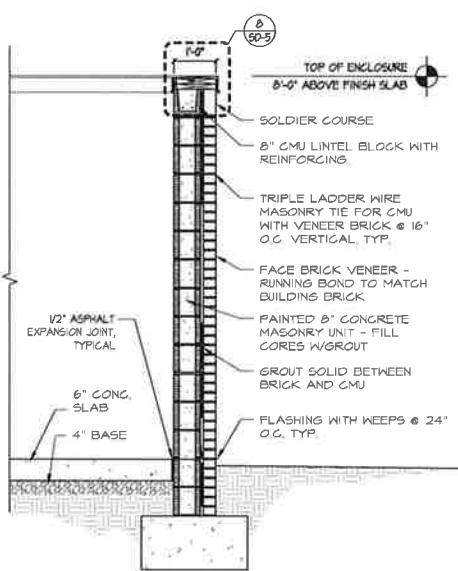 8
SD-5
1'-0"
TOP OF ENCLOSURE
8'-0" ABOVE FINISH SLAB
SOLDIER COURSE
8" CMU LINTEL BLOCK WITH
REINFORCING.
TRIPLE LADDER WIRE
MASONRY TIE FOR CMU
WITH VENEER BRICK @ 16"
O.C. VERTICAL, TYP.
FACE BRICK VENEER -
RUNNING BOND TO MATCH
BUILDING BRICK
1/2" ASPHALT
EXPANSION JOINT,
TYPICAL
PAINTED 8" CONCRETE
MASONRY UNIT - FILL
CORES W/GROUT
GROUT SOLID BETWEEN
BRICK AND CMU
6" CONC.
SLAB
4" BASE
FLASHING WITH WEEPS @ 24"
O.C., TYP.